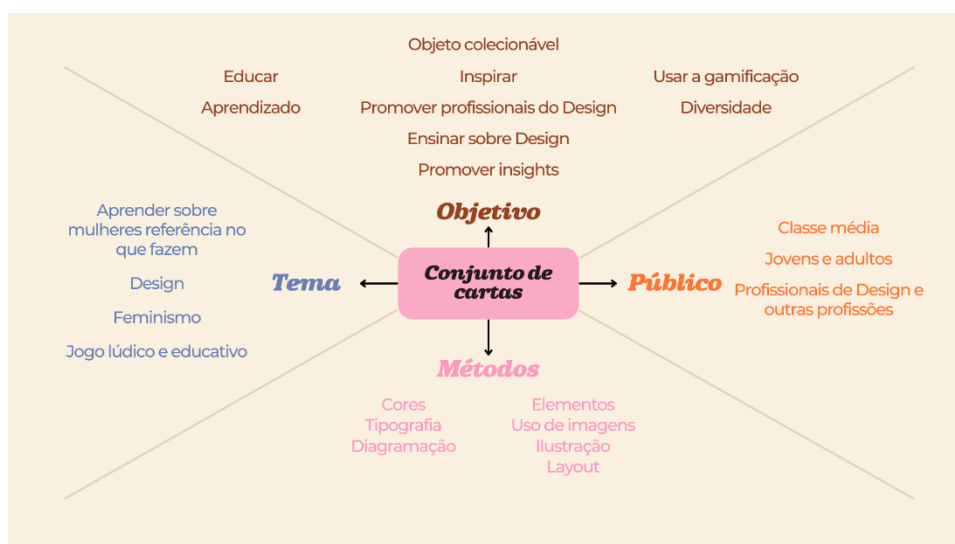 Objeto colecionável
Educar
Inspirar
Usar a gamificação
Aprendizado
Promover profissionais do Design
Diversidade
Ensinar sobre Design
Promover insights
Objetivo
Aprender sobre
mulheres referência no
que fazem
Design
Feminismo
Jogo lúdico e educativo
Tema
Conjunto de
cartas
Público
Classe média
Jovens e adultos
Profissionais de Design e
outras profissões
Métodos
Cores
Tipografia
Diagramação
Elementos
Uso de imagens
Ilustração
Layout